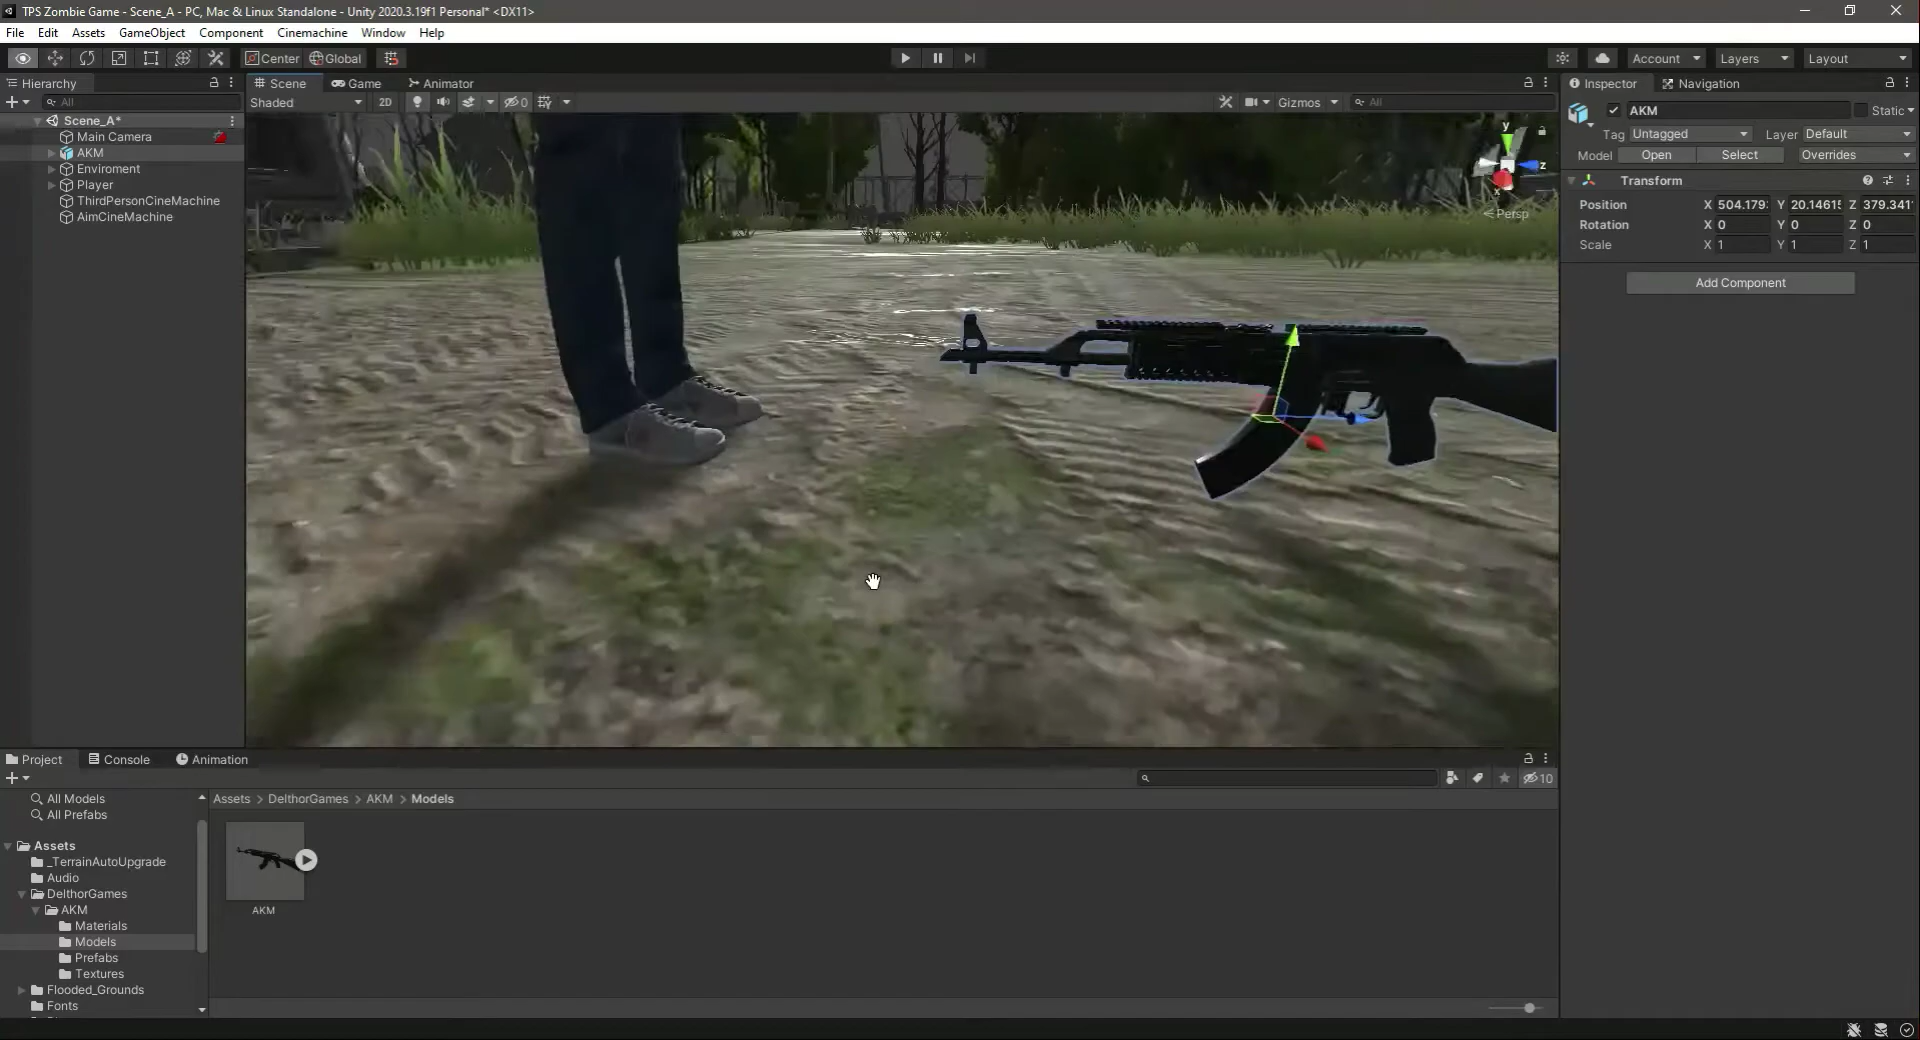 TPS Zombie Game - Scene_A - PC, Mac & Linux Standalone - Unity 2020.3.19f1 Personal* <DX11>
File Edit Assets GameObject Component Cinemachine Window Help
Center Global Account Layers Layout
Hierarchy
All
Scene_A*
Main Camera
AKM
Enviroment
Player
ThirdPersonCineMachine
AimCineMachine
Scene Game Animator
Shaded 2D 0 Gizmos All
y
z
x
Persp
Inspector Navigation
AKM Static
Tag Untagged Layer Default
Model Open Select Overrides
Transform
Position X 504.179 Y 20.14615 Z 379.341
Rotation X 0 Y 0 Z 0
Scale X 1 Y 1 Z 1
Add Component
Project Console Animation
10
All Models
All Prefabs
Assets
_TerrainAutoUpgrade
Audio
DelthorGames
AKM
Materials
Models
Prefabs
Textures
Flooded_Grounds
Fonts
Assets > DelthorGames > AKM > Models
AKM